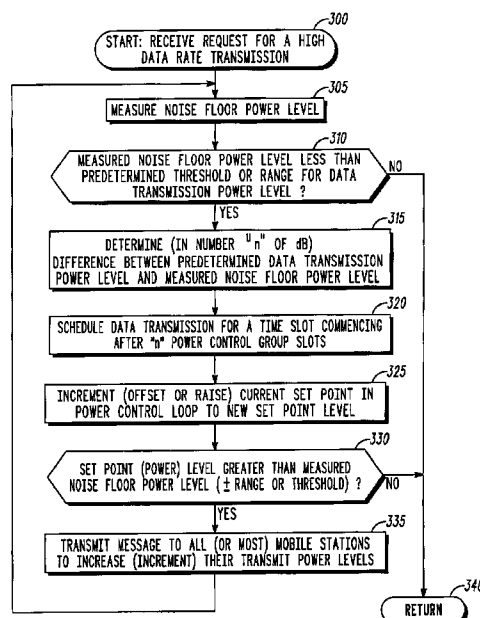 300
START: RECEIVE REQUEST FOR A HIGH
DATA RATE TRANSMISSION
305
MEASURE NOISE FLOOR POWER LEVEL
310
MEASURED NOISE FLOOR POWER LEVEL LESS THAN
PREDETERMINED THRESHOLD OR RANGE FOR DATA
TRANSMISSION POWER LEVEL ?
NO
YES
315
DETERMINE (IN NUMBER "n" OF dB)
DIFFERENCE BETWEEN PREDETERMINED DATA TRANSMISSION
POWER LEVEL AND MEASURED NOISE FLOOR POWER LEVEL
320
SCHEDULE DATA TRANSMISSION FOR A TIME SLOT COMMENCING
AFTER "n" POWER CONTROL GROUP SLOTS
325
INCREMENT (OFFSET OR RAISE) CURRENT SET POINT IN
POWER CONTROL LOOP TO NEW SET POINT LEVEL
330
SET POINT (POWER) LEVEL GREATER THAN MEASURED
NOISE FLOOR POWER LEVEL (± RANGE OR THRESHOLD) ?
NO
YES
335
TRANSMIT MESSAGE TO ALL (OR MOST) MOBILE STATIONS
TO INCREASE (INCREMENT) THEIR TRANSMIT POWER LEVELS
340
RETURN